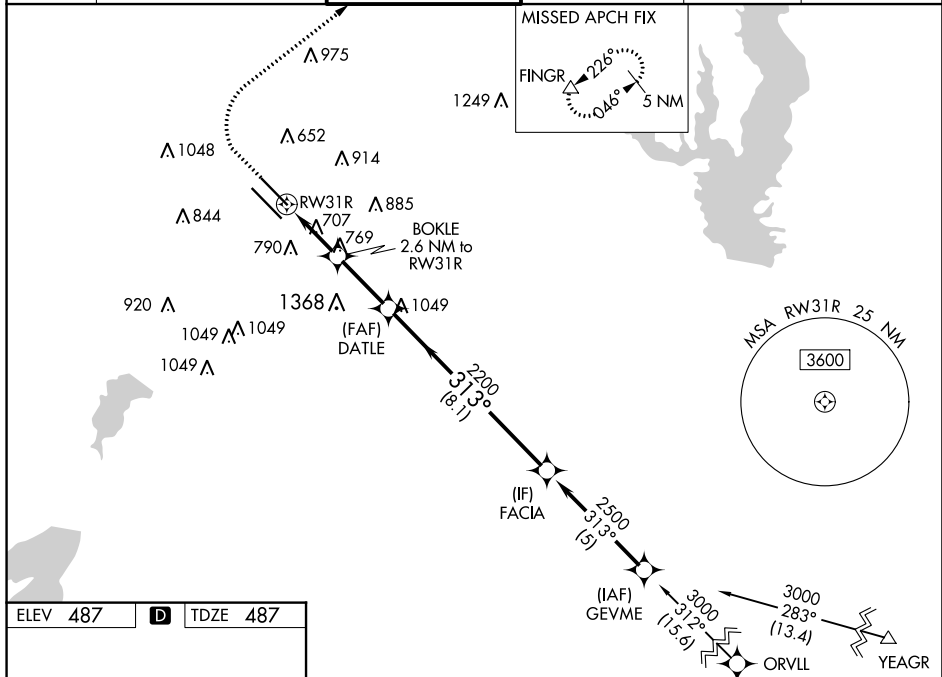 MISSED APCH FIX
FINGR
226°
046°
5 NM
975
1249
652
1048
914
RW31R
885
707
844
BOKLE
2.6 NM to
RW31R
769
790
920
1368
1049
(FAF)
DATLE
1049
1049
1049
MSA RW31R 25 NM
3600
2200
313°
(8.1)
(IF)
FACIA
2500
313°
(5)
(IAF)
GEVME
3000
312°
(15.6)
3000
283°
(13.4)
ORVLL
YEAGR
ELEV 487
D
TDZE 487